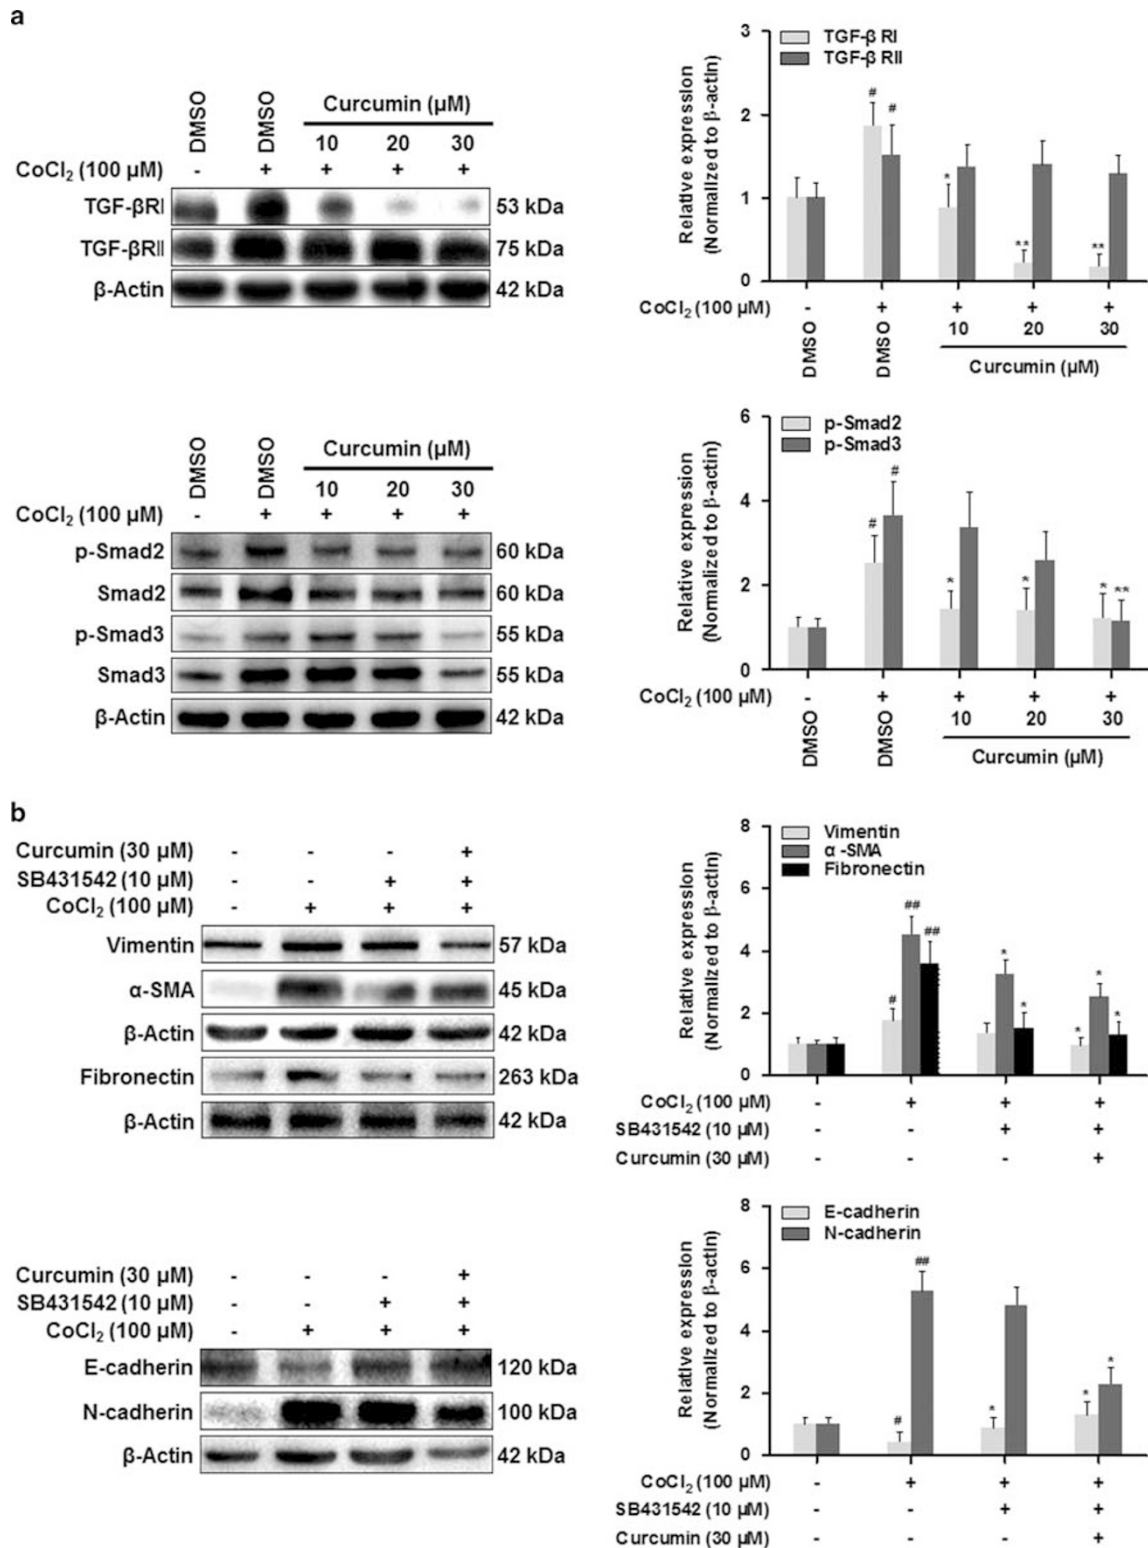 a
DMSO
DMSO
Curcumin (µM)
10 20 30
CoCl2 (100 µM) - + + + +
TGF-βRI 53 kDa
TGF-βRII 75 kDa
β-Actin 42 kDa
3
2
1
0
Relative expression
(Normalized to β-actin)
TGF-β RI
TGF-β RII
# #
* ** **
CoCl2 (100 µM) - + + + +
DMSO
DMSO
10 20 30
Curcumin (µM)
DMSO
DMSO
Curcumin (µM)
10 20 30
CoCl2 (100 µM) - + + + +
p-Smad2 60 kDa
Smad2 60 kDa
p-Smad3 55 kDa
Smad3 55 kDa
β-Actin 42 kDa
6
4
2
0
Relative expression
(Normalized to β-actin)
p-Smad2
p-Smad3
# #
* * * **
CoCl2 (100 µM) - + + + +
DMSO
DMSO
10 20 30
Curcumin (µM)
b
Curcumin (30 µM) - - - +
SB431542 (10 µM) - - + +
CoCl2 (100 µM) - + + +
Vimentin 57 kDa
α-SMA 45 kDa
β-Actin 42 kDa
Fibronectin 263 kDa
β-Actin 42 kDa
8
6
4
2
0
Relative expression
(Normalized to β-actin)
Vimentin
α -SMA
Fibronectin
# ## ##
* * * * *
CoCl2 (100 µM) - + + +
SB431542 (10 µM) - - + +
Curcumin (30 µM) - - - +
Curcumin (30 µM) - - - +
SB431542 (10 µM) - - + +
CoCl2 (100 µM) - + + +
E-cadherin 120 kDa
N-cadherin 100 kDa
β-Actin 42 kDa
8
6
4
2
0
Relative expression
(Normalized to β-actin)
E-cadherin
N-cadherin
# ##
* * *
CoCl2 (100 µM) - + + +
SB431542 (10 µM) - - + +
Curcumin (30 µM) - - - +